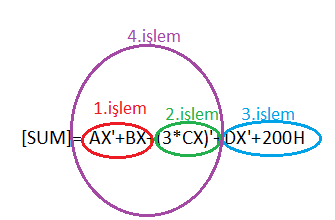 4.işlem
1.işlem 2.işlem 3.işlem
[SUM]= AX'+BX+(3*CX)'+DX'+200H